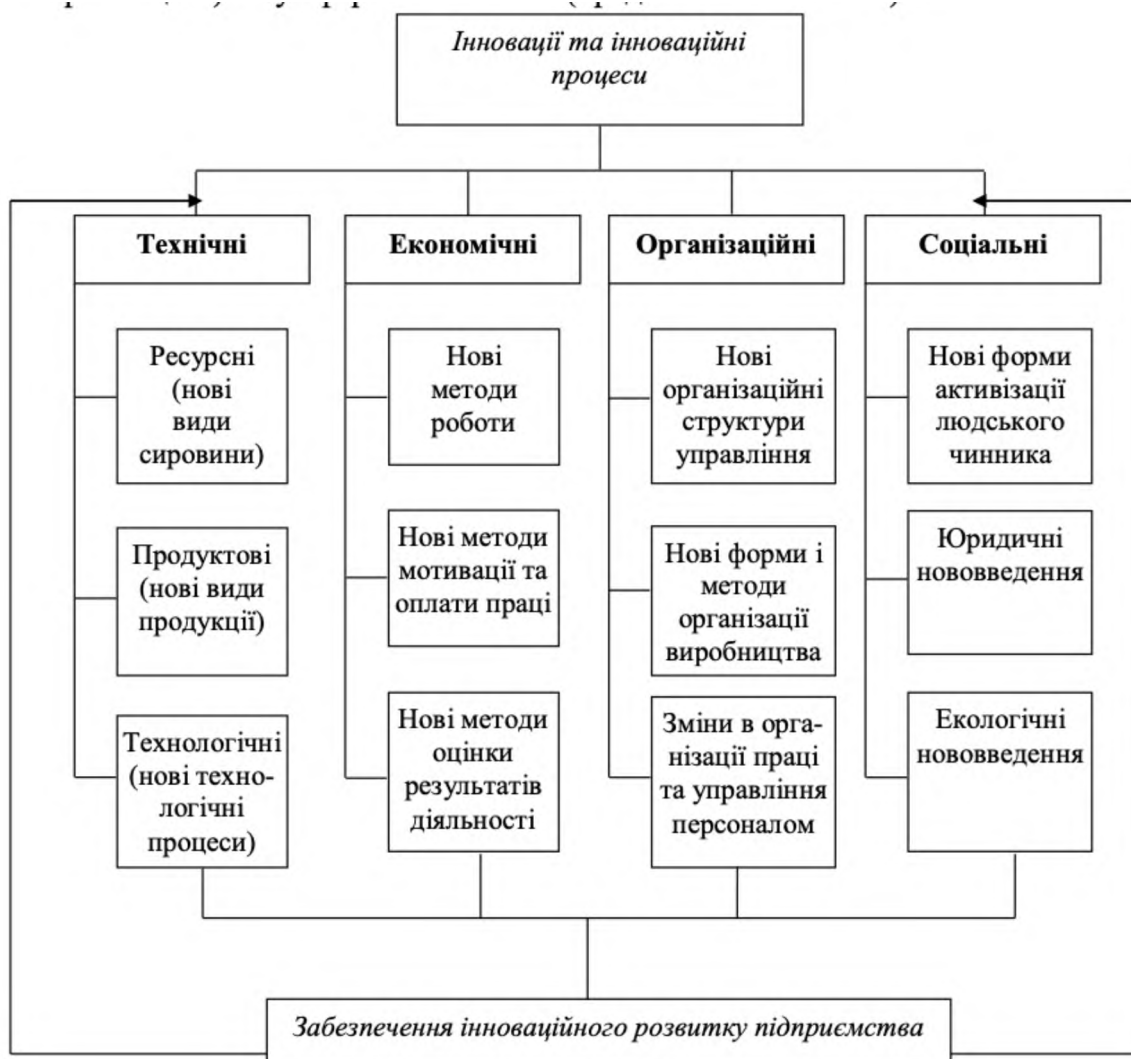 Інновації та інноваційні
процеси
Технічні
Економічні
Організаційні
Соціальні
Ресурсні
(нові
види
сировини)
Нові
методи
роботи
Нові
організаційні
структури
управління
Нові форми
активізації
людського
чинника
Продуктові
(нові види
продукції)
Нові методи
мотивації та
оплати праці
Нові форми і
методи
організації
виробництва
Юридичні
нововведення
Технологічні
(нові техно-
логічні
процеси)
Нові методи
оцінки
результатів
діяльності
Зміни в орга-
нізації праці
та управління
персоналом
Екологічні
нововведення
Забезпечення інноваційного розвитку підприємства